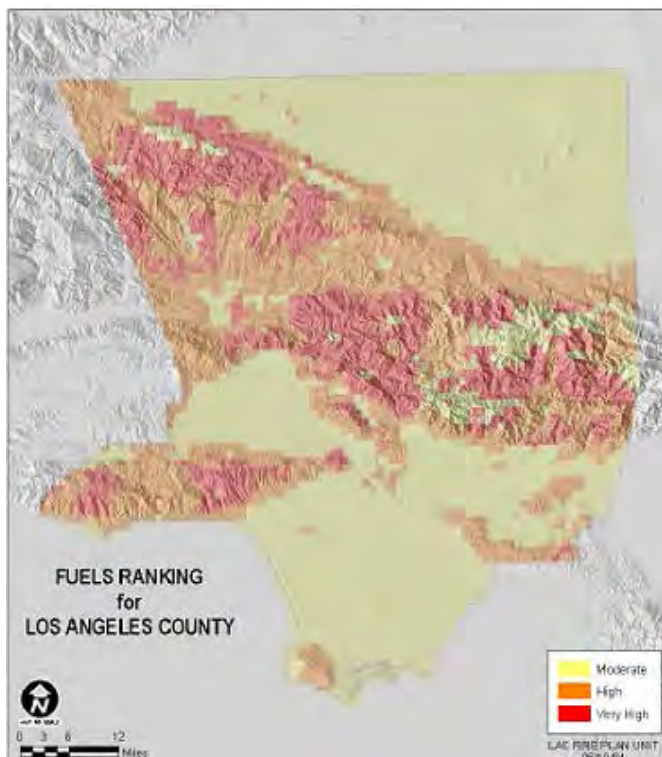 FUELS RANKING
for
LOS ANGELES COUNTY
0 3 6 12
Miles
Moderate
High
Very High
LAC FIRE PLAN UNIT